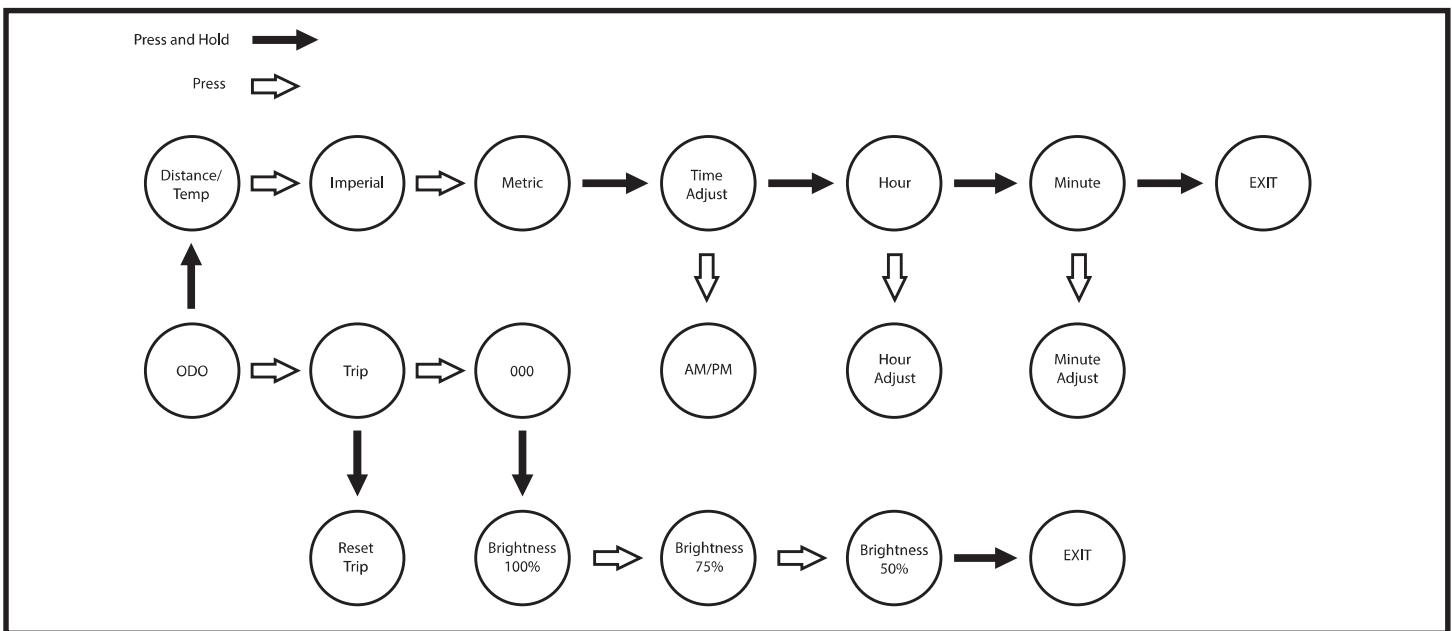 Press and Hold
Press
Distance/
Temp
Imperial
Metric
Time
Adjust
Hour
Minute
EXIT
ODO
Trip
000
AM/PM
Hour
Adjust
Minute
Adjust
Reset
Trip
Brightness
100%
Brightness
75%
Brightness
50%
EXIT